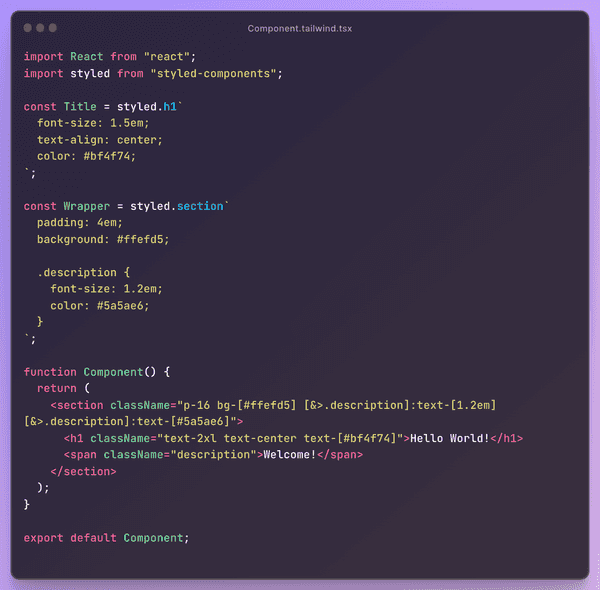 Component.tailwind.tsx
import React from "react";
import styled from "styled-components";
const Title = styled.h1`
  font-size: 1.5em;
  text-align: center;
  color: #bf4f74;
`;
const Wrapper = styled.section`
  padding: 4em;
  background: #ffefd5;
  .description {
    font-size: 1.2em;
    color: #5a5ae6;
  }
`;
function Component() {
  return (
    <section className="p-16 bg-[#ffefd5] [&>.description]:text-[1.2em]
[&>.description]:text-[#5a5ae6]">
      <h1 className="text-2xl text-center text-[#bf4f74]">Hello World!</h1>
      <span className="description">Welcome!</span>
    </section>
  );
}
export default Component;